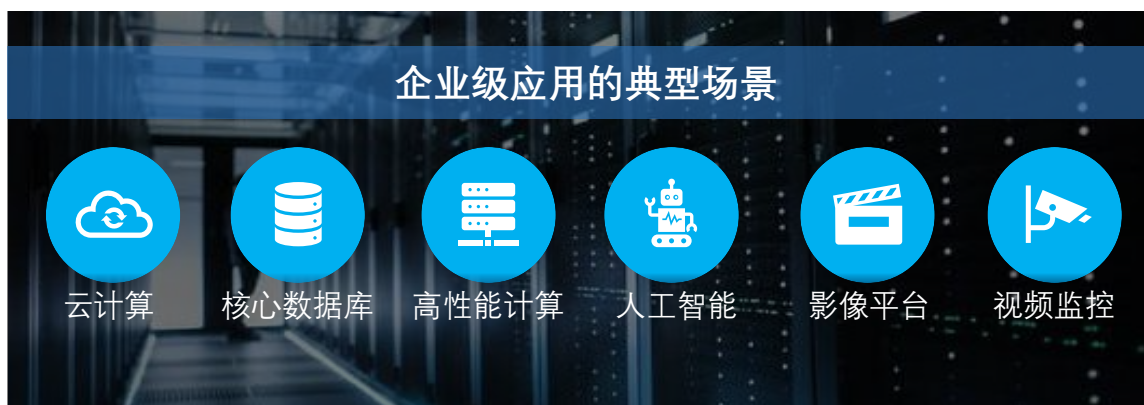 企业级应用的典型场景
云计算
核心数据库
高性能计算
人工智能
影像平台
视频监控